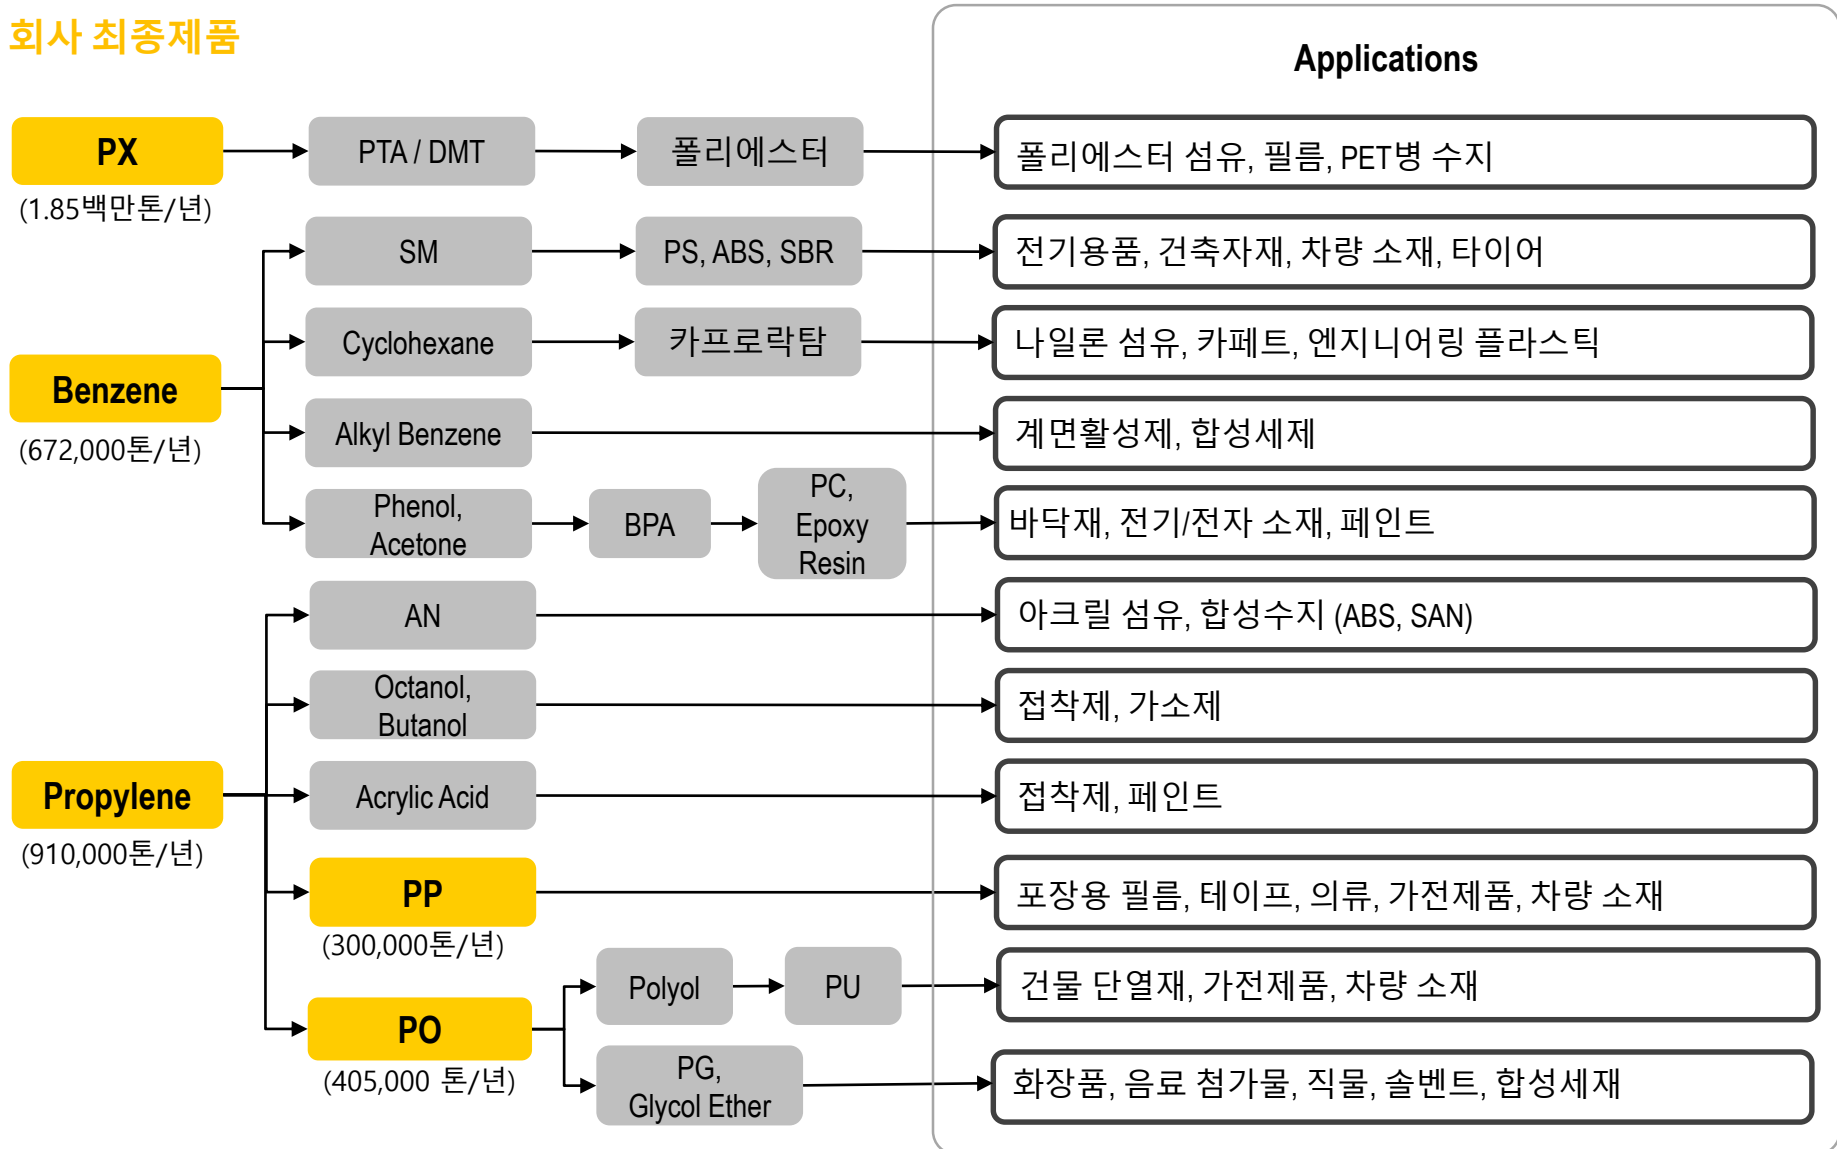 회사 최종제품
Applications
PX
(1.85백만톤/년)
PTA / DMT
폴리에스터
폴리에스터 섬유, 필름, PET병 수지
Benzene
(672,000톤/년)
SM
PS, ABS, SBR
전기용품, 건축자재, 차량 소재, 타이어
Cyclohexane
카프로락탐
나일론 섬유, 카페트, 엔지니어링 플라스틱
Alkyl Benzene
계면활성제, 합성세제
Phenol,
Acetone
BPA
PC,
Epoxy
Resin
바닥재, 전기/전자 소재, 페인트
Propylene
(910,000톤/년)
AN
아크릴 섬유, 합성수지 (ABS, SAN)
Octanol,
Butanol
접착제, 가소제
Acrylic Acid
접착제, 페인트
PP
(300,000톤/년)
포장용 필름, 테이프, 의류, 가전제품, 차량 소재
PO
(405,000 톤/년)
Polyol
PU
건물 단열재, 가전제품, 차량 소재
PG,
Glycol Ether
화장품, 음료 첨가물, 직물, 솔벤트, 합성세재